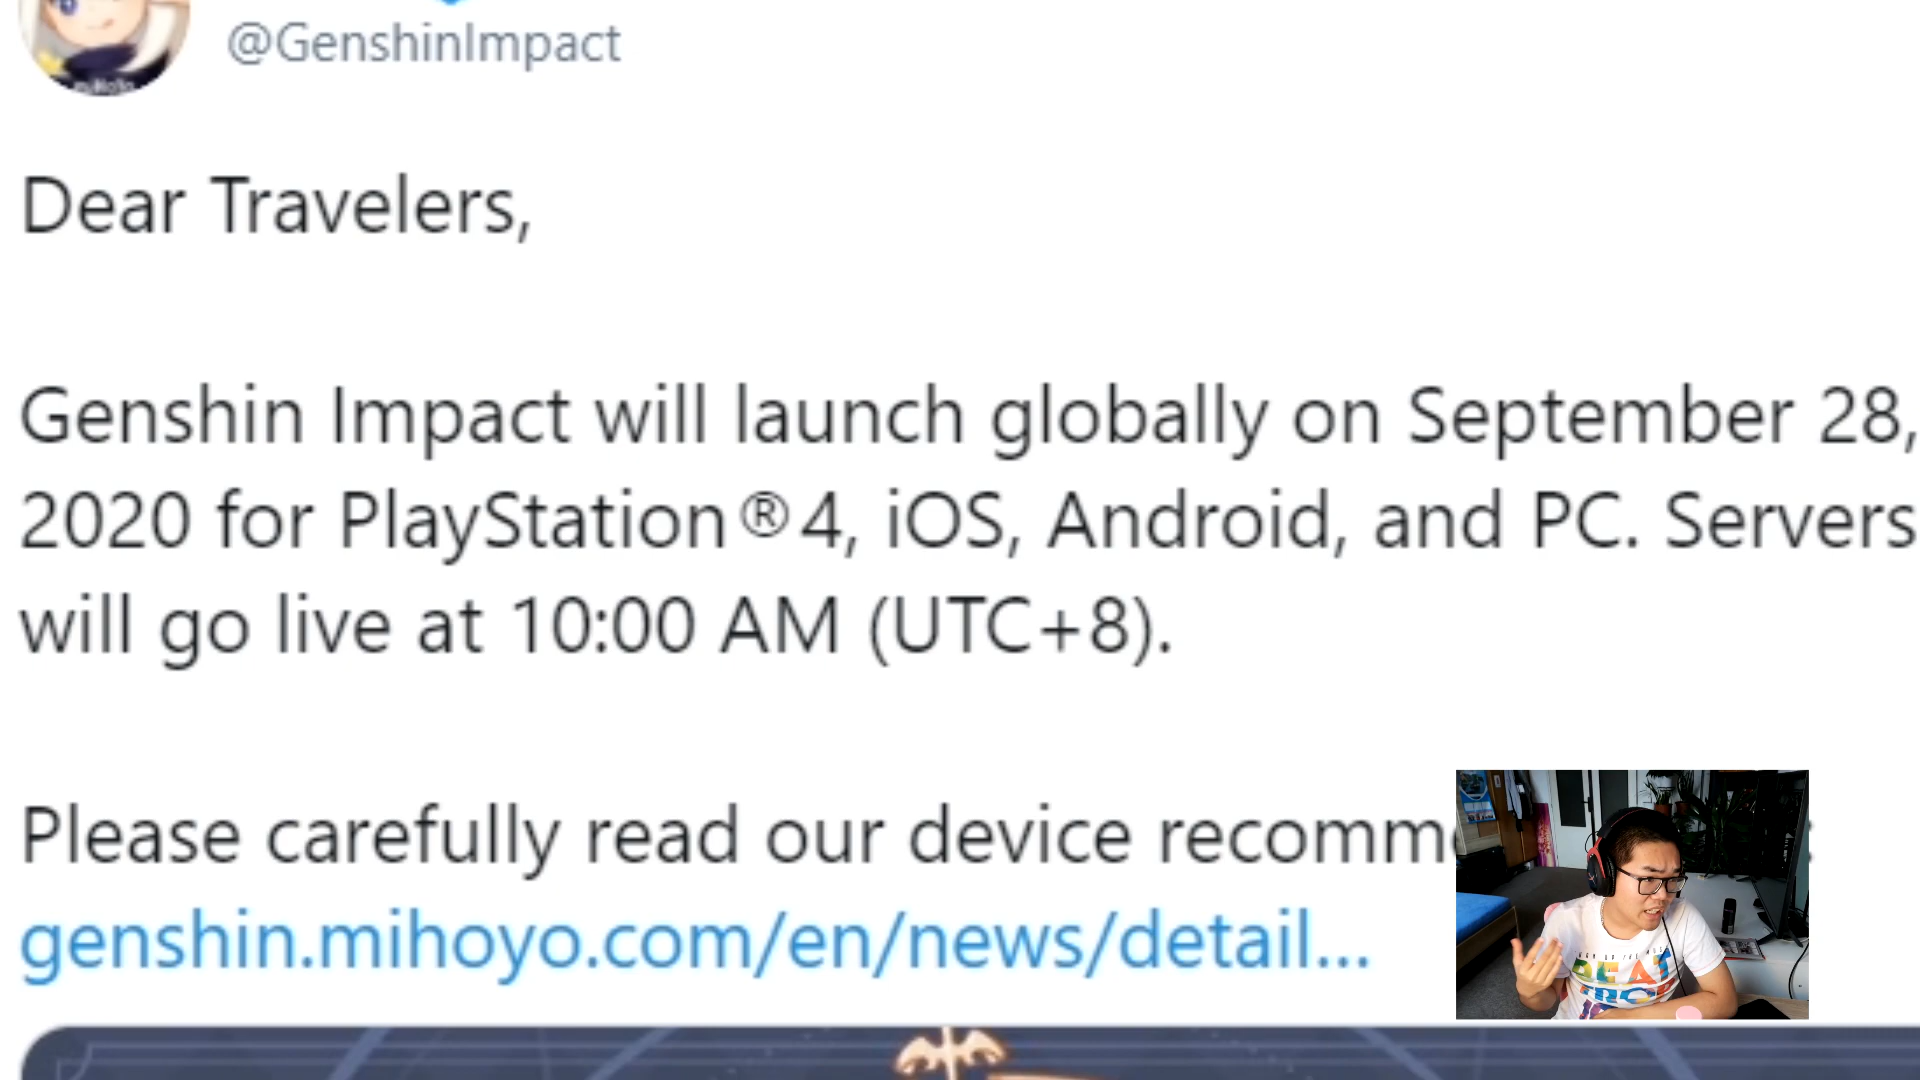 @GenshinImpact
Dear Travelers,
Genshin Impact will launch globally on September 28,
2020 for PlayStation®4, iOS, Android, and PC. Servers
will go live at 10:00 AM (UTC+8).
Please carefully read our device
genshin.mihoyo.com/en/news/detail...